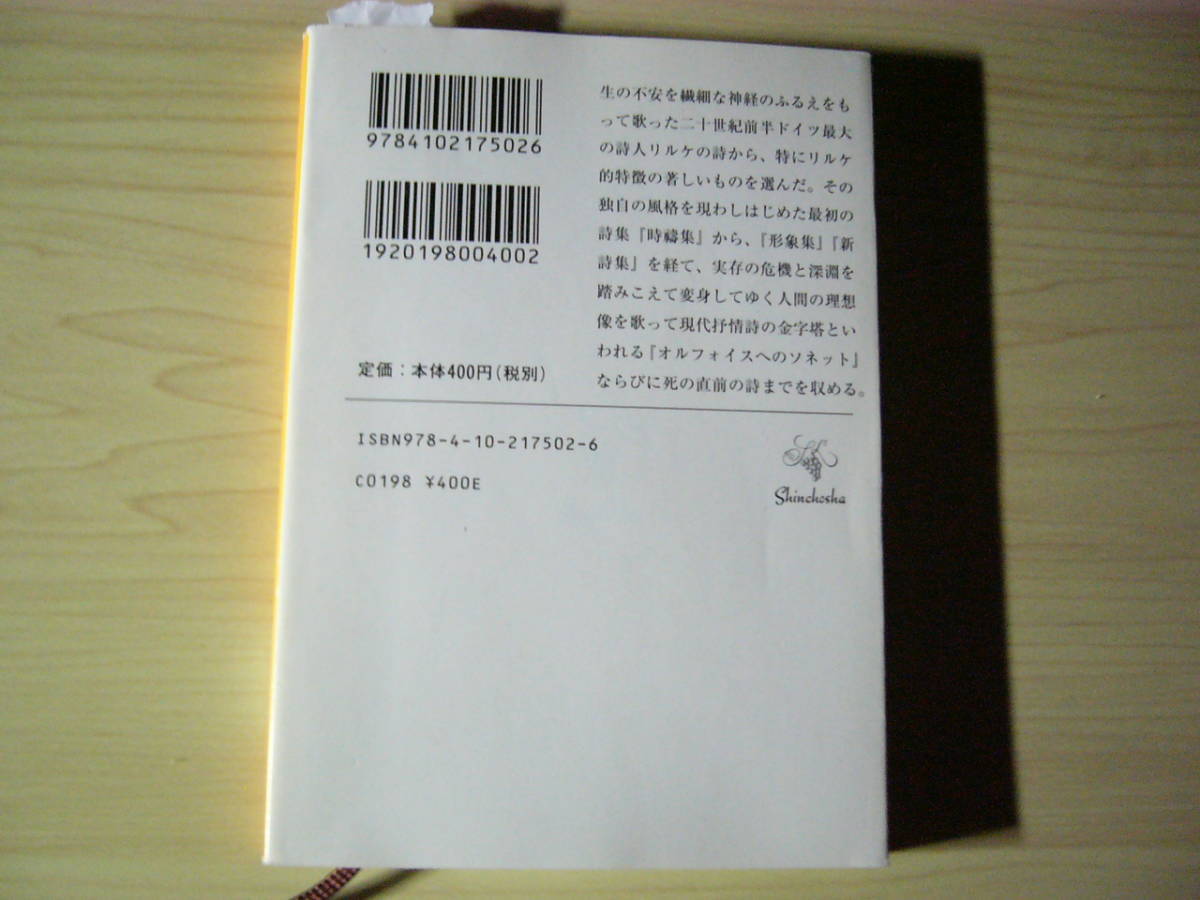 9784102175026
1920198004002
定価：本体400円(税別)
生の不安を繊細な神経のふるえをも
って歌った二十世紀前半ドイツ最大
の詩人リルケの詩から、特にリルケ
的特徴の著しいものを選んだ。その
独自の風格を現わしはじめた最初の
詩集『時禱集』から、『形象集』『新
詩集』を経て、実存の危機と深淵を
踏みこえて変身してゆく人間の理想
像を歌って現代抒情詩の金字塔とい
われる『オルフォイスへのソネット』
ならびに死の直前の詩までを収める。
ISBN978-4-10-217502-6
C0198 ¥400E
Shinchosha